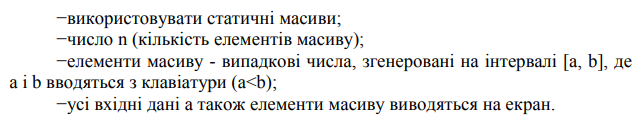 −використовувати статичні масиви;
−число n (кількість елементів масиву);
−елементи масиву - випадкові числа, згенеровані на інтервалі [a, b], де
a і b вводяться з клавіатури (a<b);
−усі вхідні дані а також елементи масиву виводяться на екран.